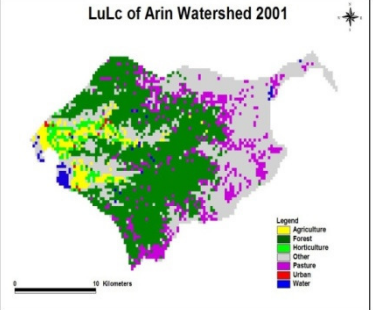 LuLc of Arin Watershed 2001
Legend
Agriculture
Forest
Horticulture
Other
Pasture
Urban
Water
0 10 Kilometers